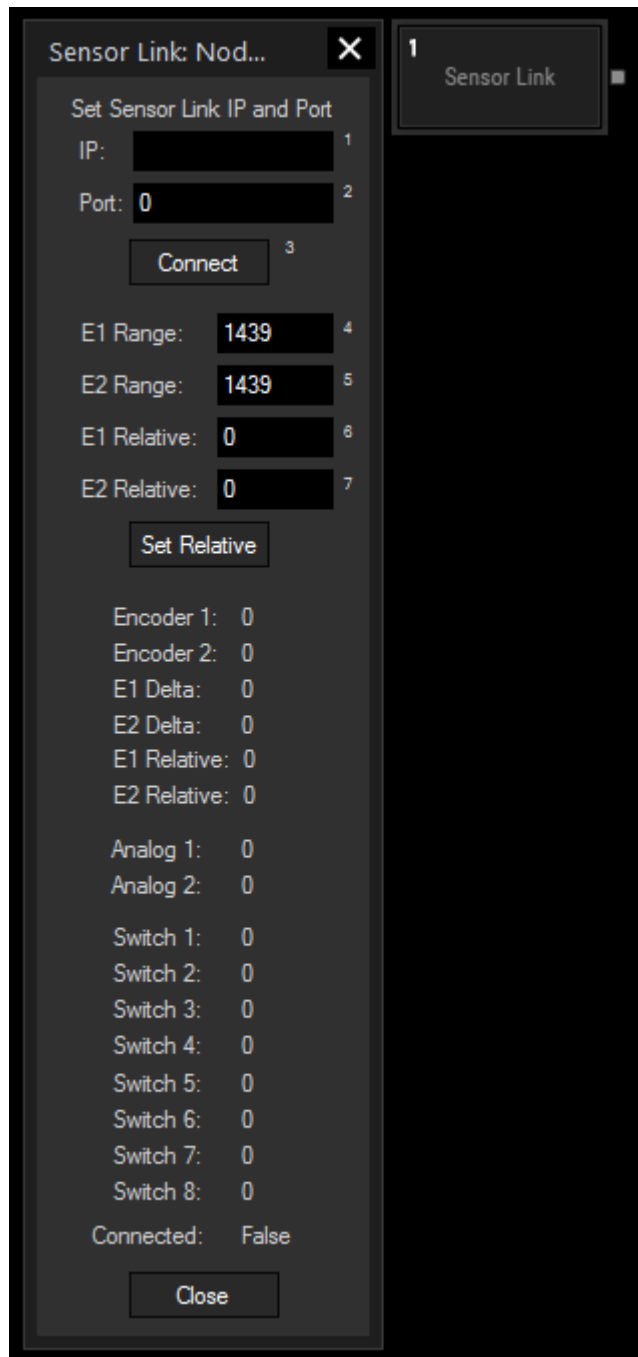 Sensor Link: Nod...
1
Sensor Link
Set Sensor Link IP and Port
IP: 1
Port: 0 2
Connect 3
E1 Range: 1439 4
E2 Range: 1439 5
E1 Relative: 0 6
E2 Relative: 0 7
Set Relative
Encoder 1: 0
Encoder 2: 0
E1 Delta: 0
E2 Delta: 0
E1 Relative: 0
E2 Relative: 0
Analog 1: 0
Analog 2: 0
Switch 1: 0
Switch 2: 0
Switch 3: 0
Switch 4: 0
Switch 5: 0
Switch 6: 0
Switch 7: 0
Switch 8: 0
Connected: False
Close